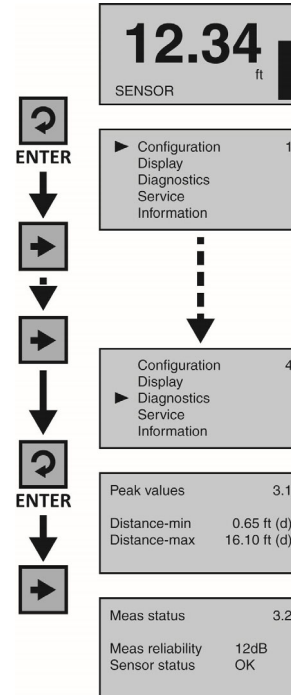 12.34
ft
SENSOR
ENTER
Configuration 1
Display
Diagnostics
Service
Information
Configuration 4
Display
Diagnostics
Service
Information
ENTER
Peak values 3.1
Distance-min 0.65 ft (d)
Distance-max 16.10 ft (d)
Meas status 3.2
Meas reliability 12dB
Sensor status OK